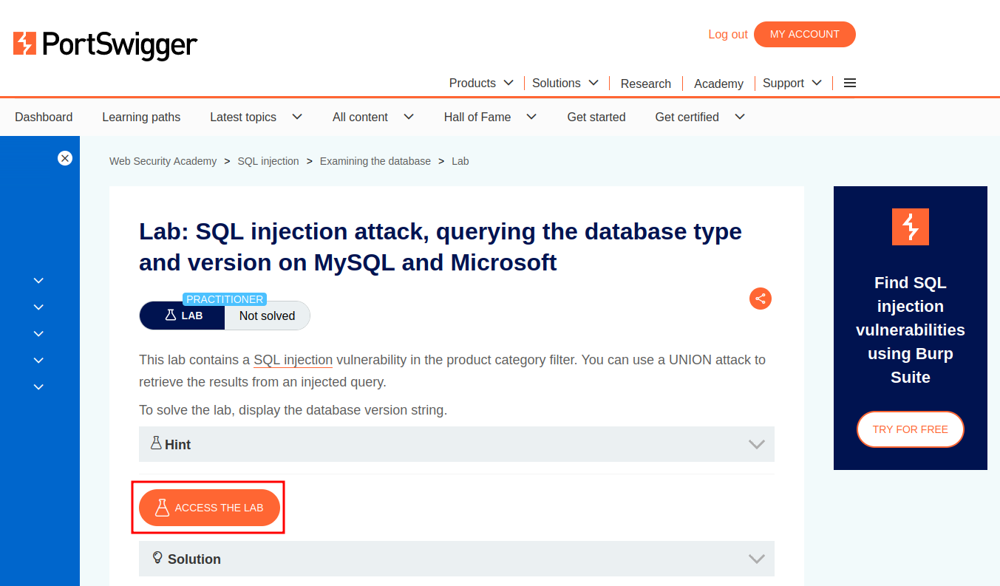 PortSwigger
Log out
MY ACCOUNT
Products
Solutions
Research
Academy
Support
Dashboard
Learning paths
Latest topics
All content
Hall of Fame
Get started
Get certified
Web Security Academy > SQL injection > Examining the database > Lab
Lab: SQL injection attack, querying the database type
and version on MySQL and Microsoft
PRACTITIONER
LAB
Not solved
This lab contains a SQL injection vulnerability in the product category filter. You can use a UNION attack to
retrieve the results from an injected query.
To solve the lab, display the database version string.
Hint
ACCESS THE LAB
Solution
Find SQL
injection
vulnerabilities
using Burp
Suite
TRY FOR FREE